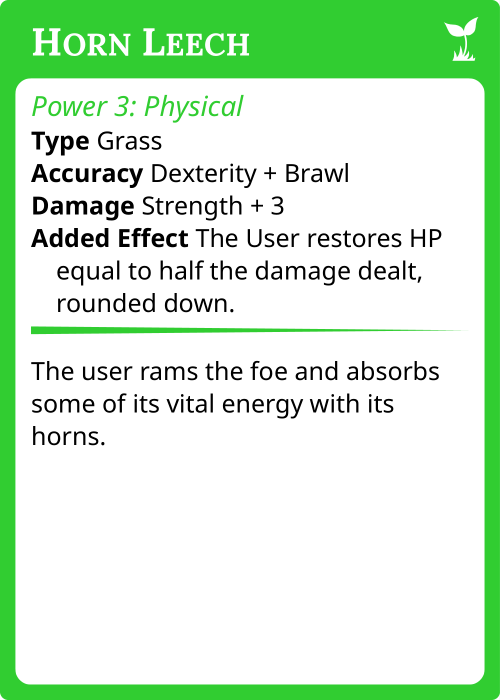 Horn Leech
Power 3: Physical
Type Grass
Accuracy Dexterity + Brawl
Damage Strength + 3
Added Effect The User restores HP
equal to half the damage dealt,
rounded down.
The user rams the foe and absorbs
some of its vital energy with its
horns.